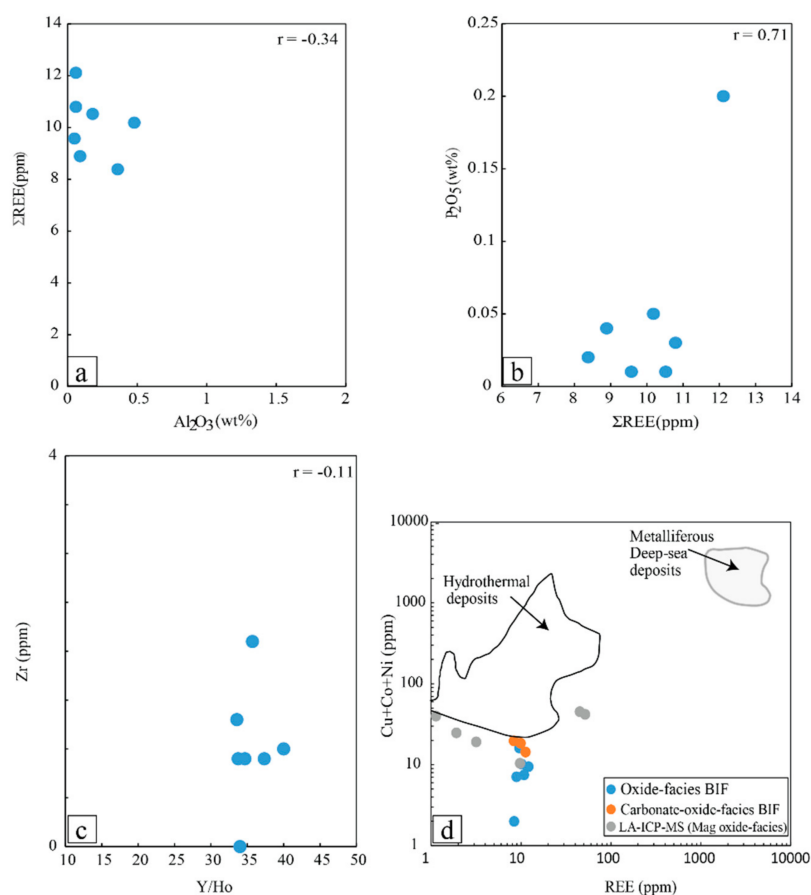 14
12
10
8
6
4
2
0
ΣREE(ppm)
r = -0.34
a
0
0.5
1
1.5
2
Al2O3(wt%)
0.25
0.2
0.15
0.1
0.05
0
P2O5(wt%)
r = 0.71
b
6
7
8
9
10
11
12
13
14
ΣREE(ppm)
4
0
Zr (ppm)
r = -0.11
c
10
15
20
25
30
35
40
45
50
Y/Ho
10000
1000
100
10
1
Cu+Co+Ni (ppm)
Metalliferous
Deep-sea
deposits
Hydrothermal
deposits
Oxide-facies BIF
Carbonate-oxide-facies BIF
LA-ICP-MS (Mag oxide-facies)
d
1
10
100
1000
10000
REE (ppm)